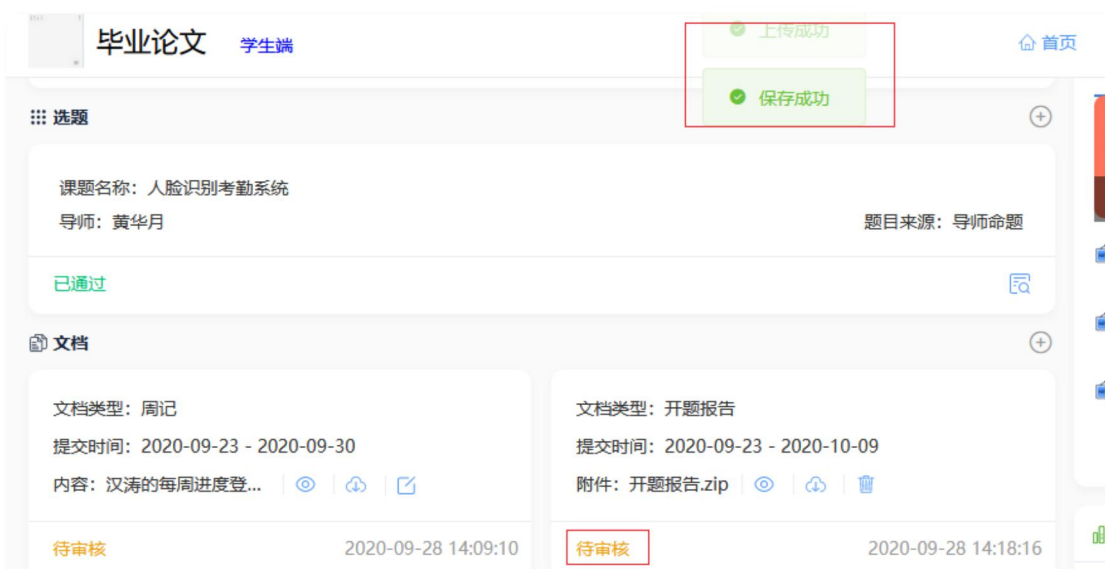 毕业论文 学生端
上传成功
首页
保存成功
选题
课题名称：人脸识别考勤系统
导师：黄华月 题目来源：导师命题
已通过
文档
文档类型：周记
提交时间：2020-09-23 - 2020-09-30
内容：汉涛的每周进度登...
待审核 2020-09-28 14:09:10
文档类型：开题报告
提交时间：2020-09-23 - 2020-10-09
附件：开题报告.zip
待审核 2020-09-28 14:18:16